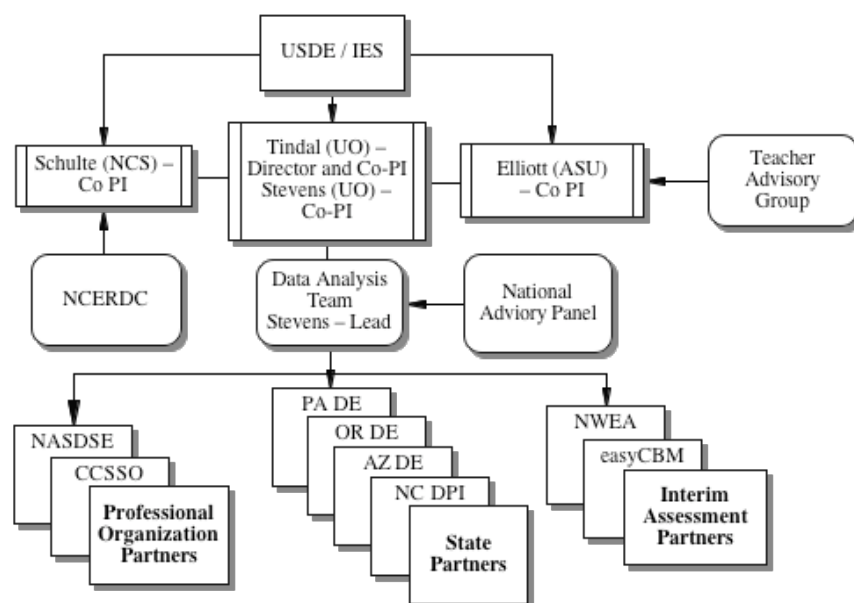 USDE / IES
Schulte (NCS) –
Co PI
Tindal (UO) –
Director and Co-PI
Stevens (UO) –
Co-PI
Elliott (ASU)
– Co PI
Teacher
Advisory
Group
NCERDC
Data Analysis
Team
Stevens – Lead
National
Adviory Panel
NASDSE
CCSSO
Professional
Organization
Partners
PA DE
OR DE
AZ DE
NC DPI
State
Partners
NWEA
easyCBM
Interim
Assessment
Partners